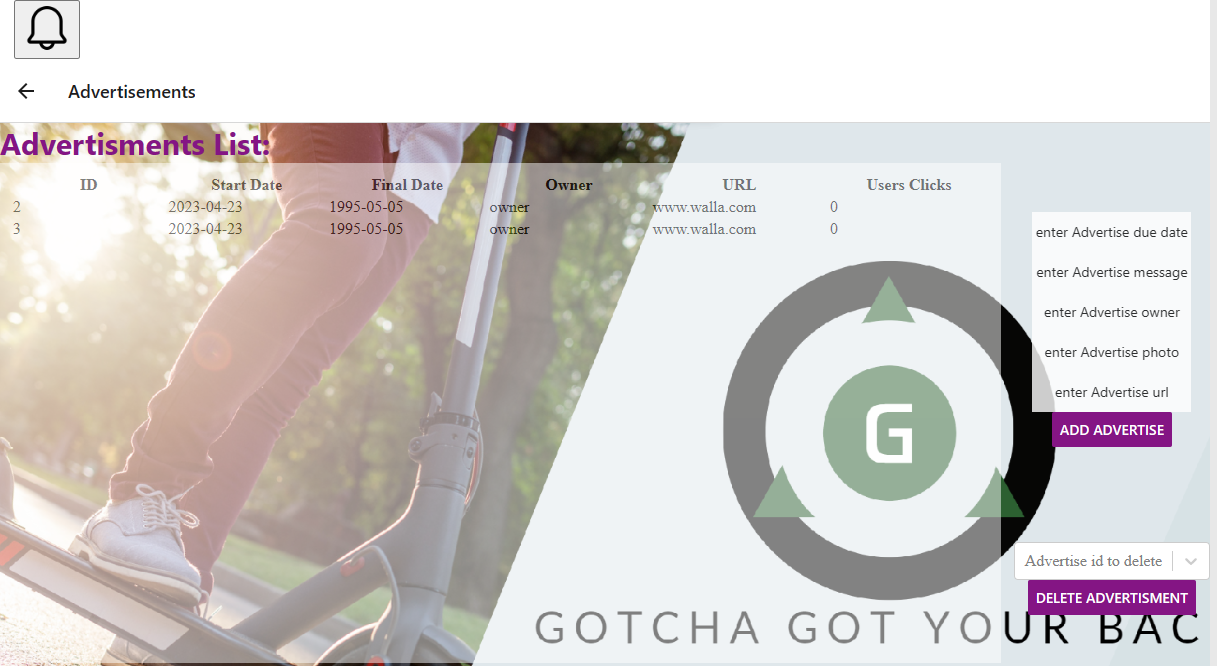 Advertisements
Advertisments List:
ID Start Date Final Date Owner URL Users Clicks
2 2023-04-23 1995-05-05 owner www.walla.com 0
3 2023-04-23 1995-05-05 owner www.walla.com 0
enter Advertise due date
enter Advertise message
enter Advertise owner
enter Advertise photo
enter Advertise url
ADD ADVERTISE
G
Advertise id to delete
DELETE ADVERTISMENT
GOTCHA GOT YOUR BAC